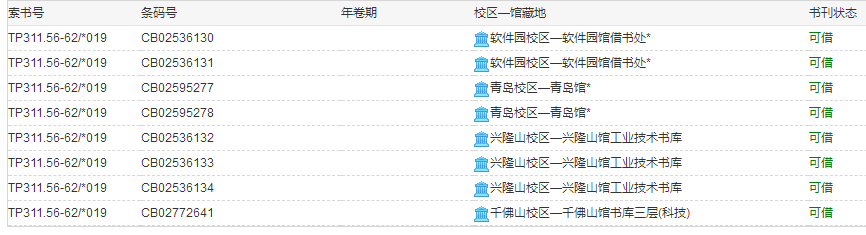 索书号 条码号 年卷期 校区—馆藏地 书刊状态
TP311.56-62/*019 CB02536130 软件园校区—软件园馆借书处* 可借
TP311.56-62/*019 CB02536131 软件园校区—软件园馆借书处* 可借
TP311.56-62/*019 CB02595277 青岛校区—青岛馆* 可借
TP311.56-62/*019 CB02595278 青岛校区—青岛馆* 可借
TP311.56-62/*019 CB02536132 兴隆山校区—兴隆山馆工业技术书库 可借
TP311.56-62/*019 CB02536133 兴隆山校区—兴隆山馆工业技术书库 可借
TP311.56-62/*019 CB02536134 兴隆山校区—兴隆山馆工业技术书库 可借
TP311.56-62/*019 CB02772641 千佛山校区—千佛山馆书库三层(科技) 可借